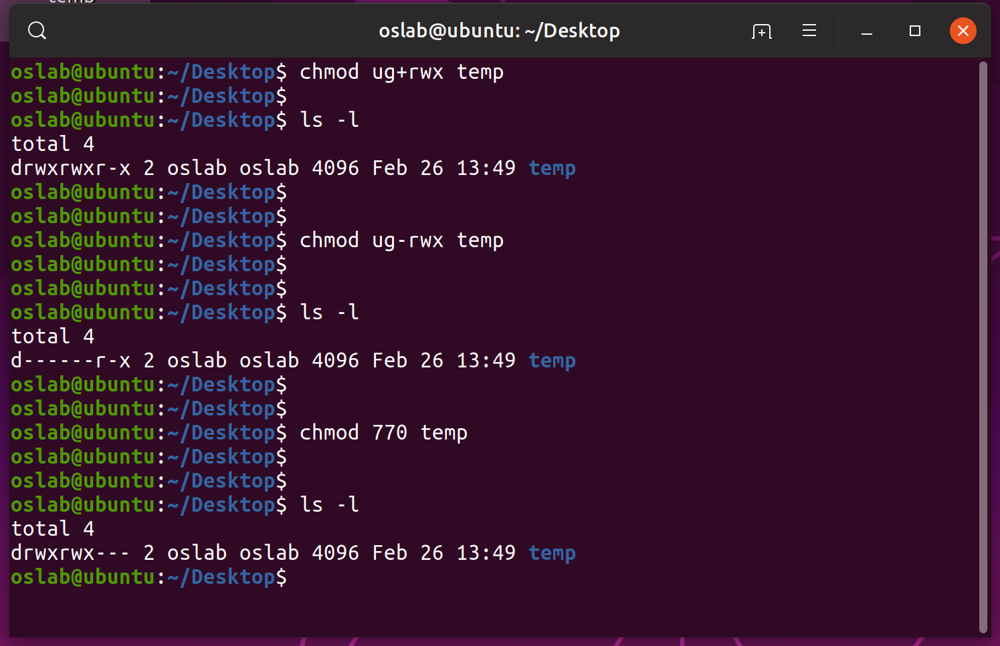 temp
oslab@ubuntu: ~/Desktop
oslab@ubuntu:~/Desktop$ chmod ug+rwx temp
oslab@ubuntu:~/Desktop$
oslab@ubuntu:~/Desktop$ ls -l
total 4
drwxrwxr-x 2 oslab oslab 4096 Feb 26 13:49 temp
oslab@ubuntu:~/Desktop$
oslab@ubuntu:~/Desktop$
oslab@ubuntu:~/Desktop$ chmod ug-rwx temp
oslab@ubuntu:~/Desktop$
oslab@ubuntu:~/Desktop$
oslab@ubuntu:~/Desktop$ ls -l
total 4
d------r-x 2 oslab oslab 4096 Feb 26 13:49 temp
oslab@ubuntu:~/Desktop$
oslab@ubuntu:~/Desktop$
oslab@ubuntu:~/Desktop$ chmod 770 temp
oslab@ubuntu:~/Desktop$
oslab@ubuntu:~/Desktop$
oslab@ubuntu:~/Desktop$ ls -l
total 4
drwxrwx--- 2 oslab oslab 4096 Feb 26 13:49 temp
oslab@ubuntu:~/Desktop$